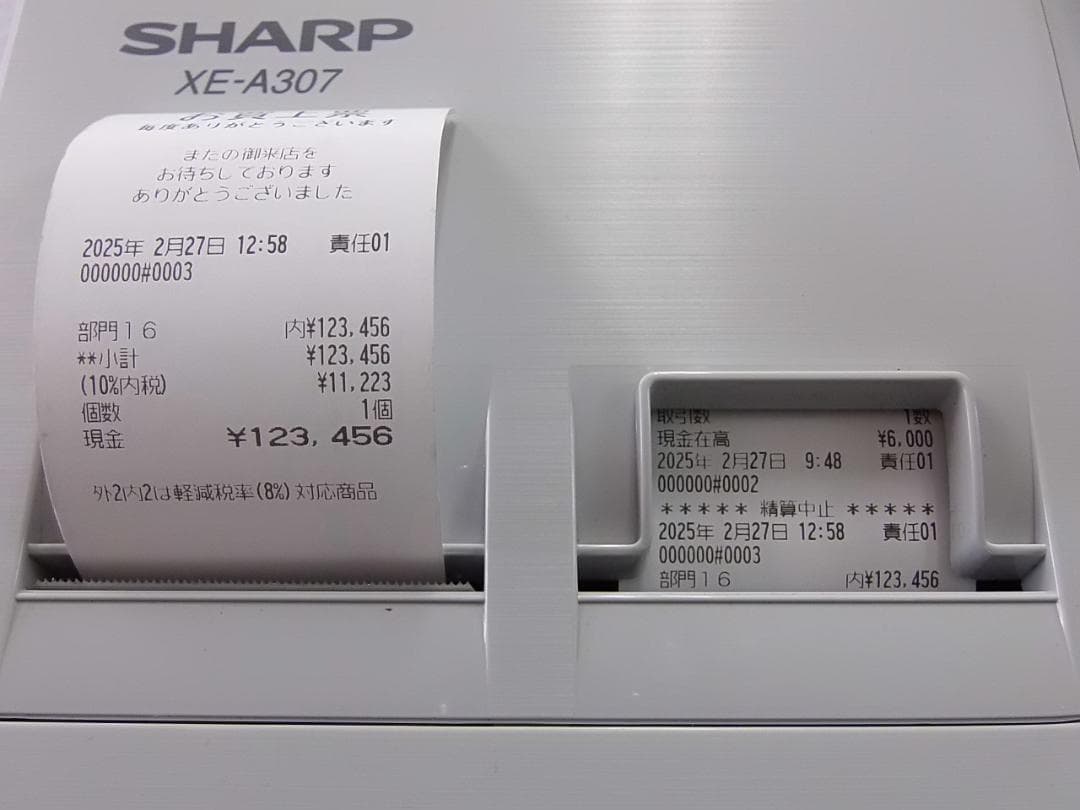 SHARP
XE-A307
毎度ありがとうございます
またの御来店を
お待ちしております
ありがとうございました
2025年 2月27日 12:58 責任01
000000#0003
部門16 内¥123,456
**小計 ¥123,456
(10%内税) ¥11,223
個数 1個
現金 ¥123,456
外2内2は軽減税率(8%)対応商品
取引数 1数
現金在高 ¥6,000
2025年 2月27日 9:48 責任01
000000#0002
***** 精算中止 *****
2025年 2月27日 12:58 責任01
000000#0003
部門16 内¥123,456